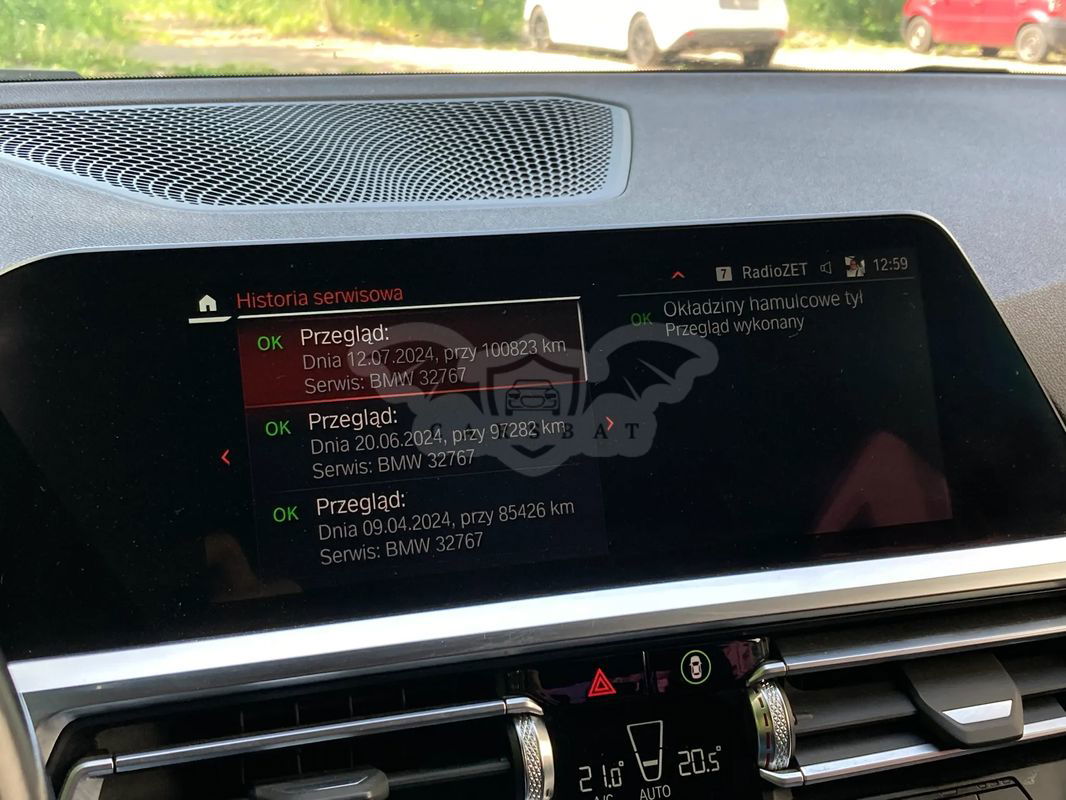 7 RadioZET 12:59
Historia serwisowa
OK Przegląd:
Dnia 12.07.2024, przy 100823 km
Serwis: BMW 32767
OK Przegląd:
Dnia 20.06.2024, przy 97282 km
Serwis: BMW 32767
OK Przegląd:
Dnia 09.04.2024, przy 85426 km
Serwis: BMW 32767
OK Okładziny hamulcowe tył
Przegląd wykonany
CARSBAT
21.0° 20.5°
A/C AUTO